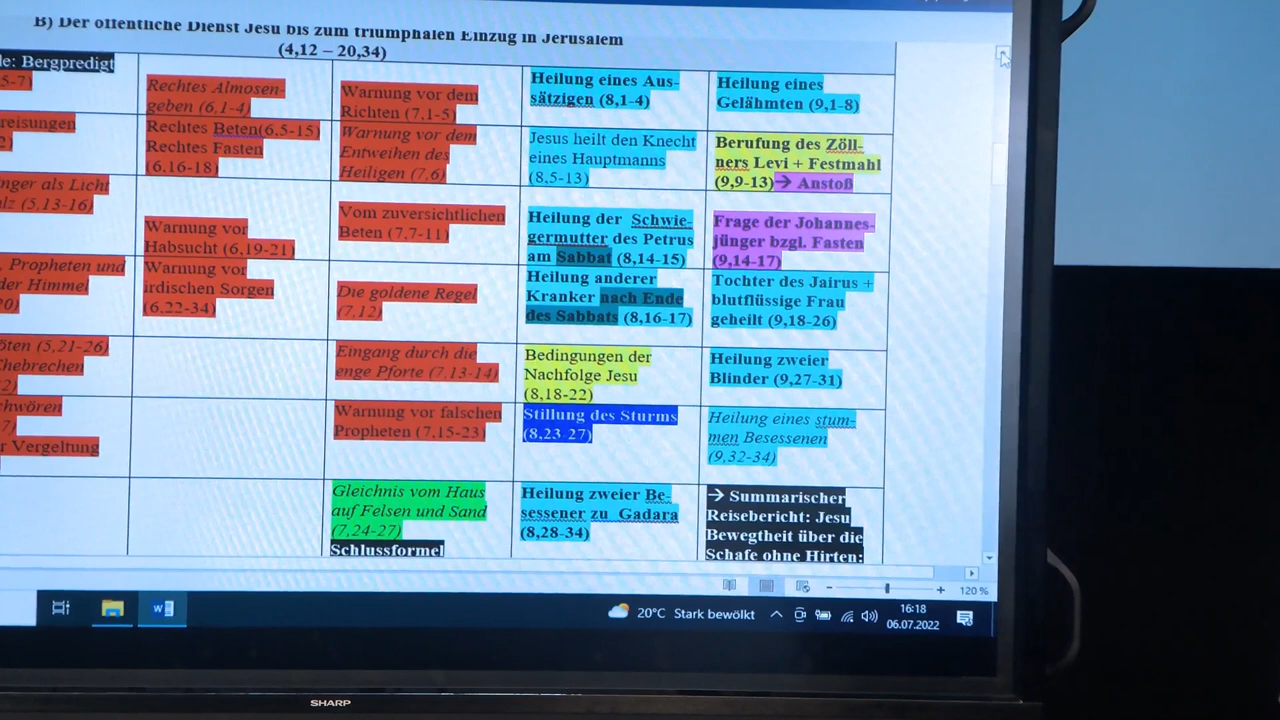 B) Der öffentliche Dienst Jesu bis zum triumphalen Einzug in Jerusalem
(4,12 – 20,34)
de: Bergpredigt
5-7)
reisungen
2)
nger als Licht
lz (5,13-16)
, Propheten und
der Himmel
20)
öten (5,21-26)
Ehebrechen
2)
chwören
7)
r Vergeltung
Rechtes Almosen-
geben (6,1-4)
Rechtes Beten(6,5-15)
Rechtes Fasten
(6,16-18)
Warnung vor
Habsucht (6,19-21)
Warnung vor
irdischen Sorgen
(6,22-34)
Warnung vor dem
Richten (7,1-5)
Warnung vor dem
Entweihen des
Heiligen (7,6)
Vom zuversichtlichen
Beten (7,7-11)
Die goldene Regel
(7,12)
Eingang durch die
enge Pforte (7,13-14)
Warnung vor falschen
Propheten (7,15-23)
Gleichnis vom Haus
auf Felsen und Sand
(7,24-27)
Schlussformel
Heilung eines Aus-
sätzigen (8,1-4)
Jesus heilt den Knecht
eines Hauptmanns
(8,5-13)
Heilung der Schwie-
germutter des Petrus
am Sabbat (8,14-15)
Heilung anderer
Kranker nach Ende
des Sabbats (8,16-17)
Bedingungen der
Nachfolge Jesu
(8,18-22)
Stillung des Sturms
(8,23-27)
Heilung zweier Be-
sessener zu Gadara
(8,28-34)
Heilung eines
Gelähmten (9,1-8)
Berufung des Zöll-
ners Levi + Festmahl
(9,9-13)→ Anstoß
Frage der Johannes-
jünger bzgl. Fasten
(9,14-17)
Tochter des Jairus +
blutflüssige Frau
geheilt (9,18-26)
Heilung zweier
Blinder (9,27-31)
Heilung eines stum-
men Besessenen
(9,32-34)
→ Summarischer
Reisebericht: Jesu
Bewegtheit über die
Schafe ohne Hirten:
120 %
20°C Stark bewölkt
16:18
06.07.2022
SHARP